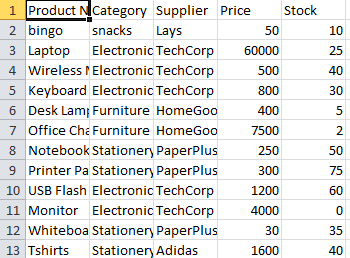 1 Product N Category Supplier Price Stock
2 bingo snacks Lays 50 10
3 Laptop Electronic TechCorp 60000 25
4 Wireless M Electronic TechCorp 500 40
5 Keyboard Electronic TechCorp 800 30
6 Desk Lamp Furniture HomeGoo 400 5
7 Office Cha Furniture HomeGoo 7500 2
8 Notebook Stationery PaperPlus 250 50
9 Printer Pa Stationery PaperPlus 300 75
10 USB Flash Electronic TechCorp 1200 60
11 Monitor Electronic TechCorp 4000 0
12 Whiteboa Stationery PaperPlus 30 35
13 Tshirts Stationery Adidas 1600 40